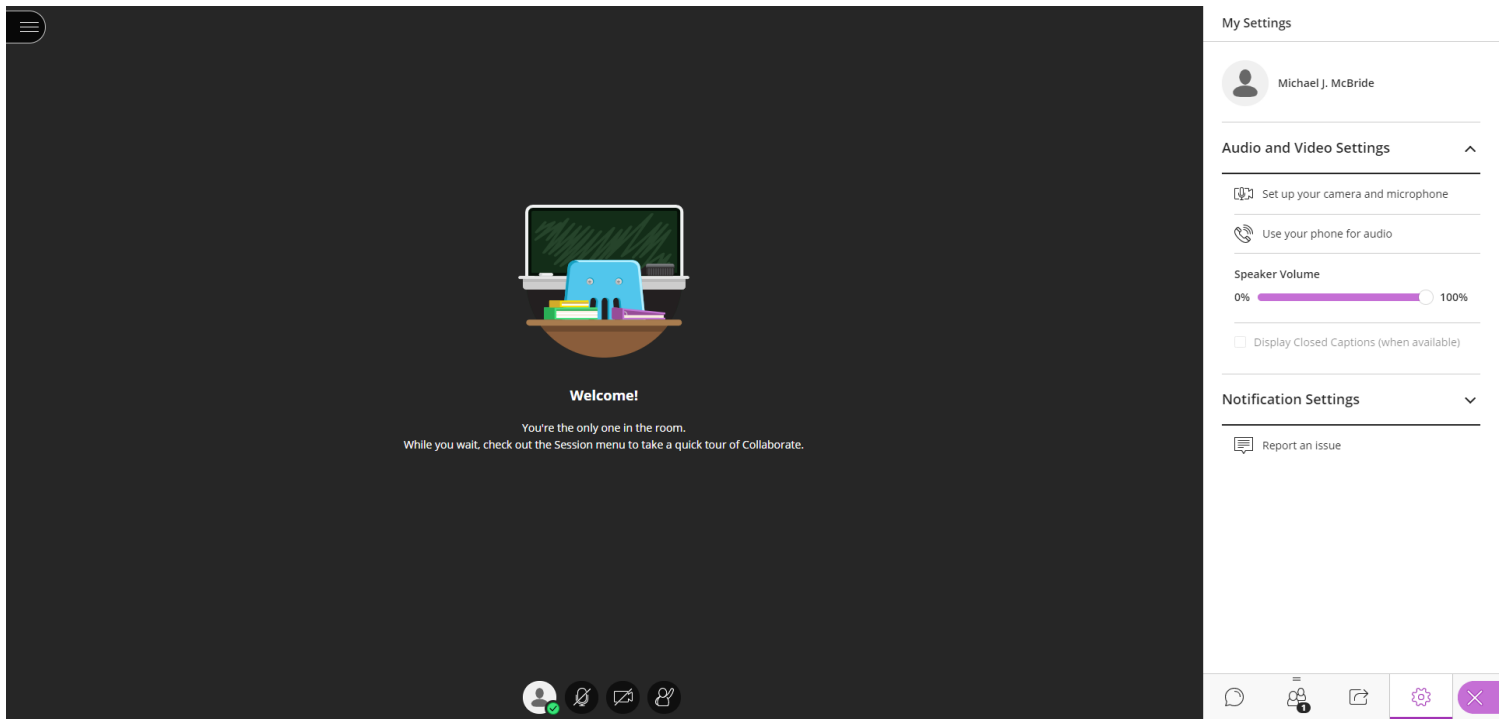 My Settings
Michael J. McBride
Audio and Video Settings
Set up your camera and microphone
Use your phone for audio
Speaker Volume
0% 100%
Display Closed Captions (when available)
Notification Settings
Report an issue
Welcome!
You're the only one in the room.
While you wait, check out the Session menu to take a quick tour of Collaborate.
1